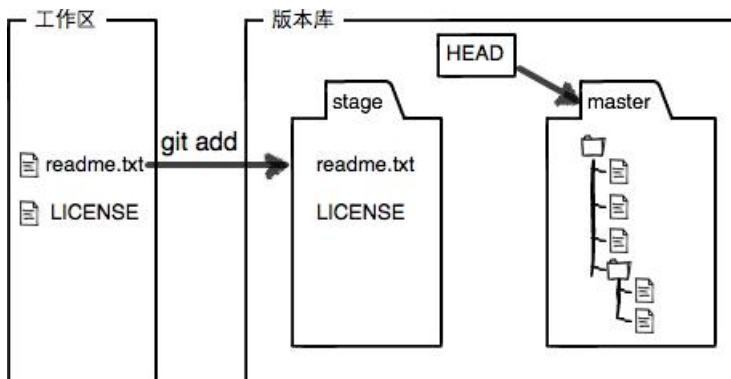 工作区
版本库
HEAD
stage
master
git add
readme.txt
readme.txt
LICENSE
LICENSE